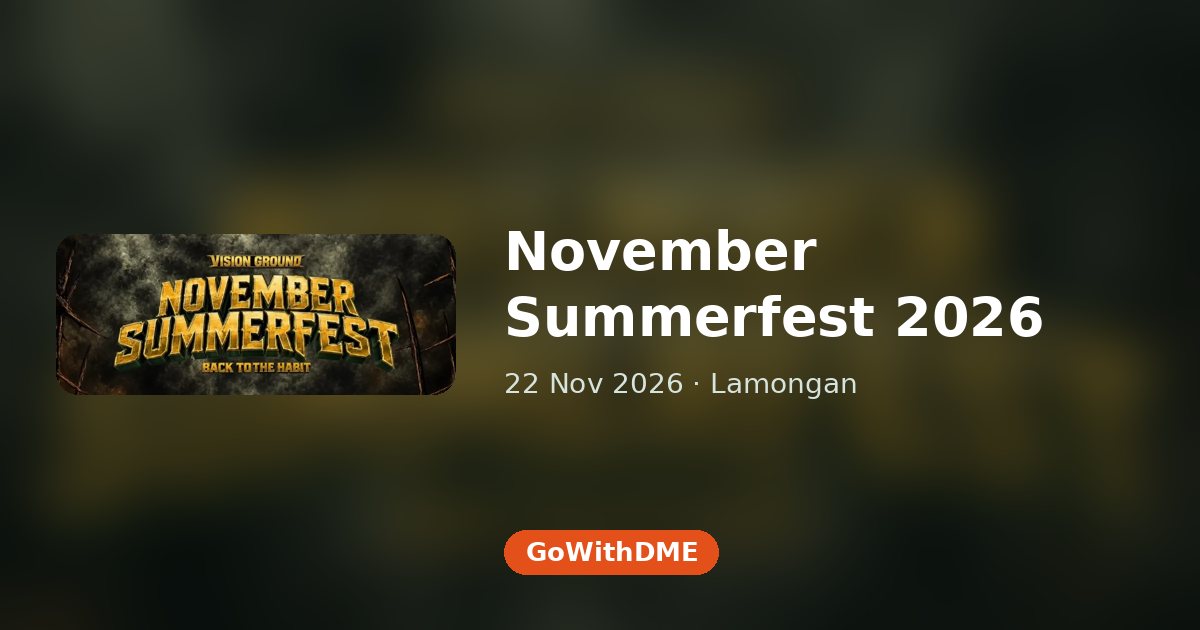 VISION GROUND
NOVEMBER
SUMMERFEST
BACK TO THE HABIT
November
Summerfest 2026
22 Nov 2026 · Lamongan
GoWithDME